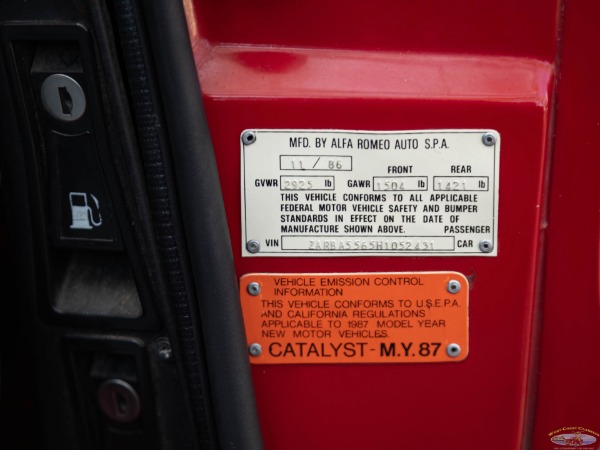 MFD. BY ALFA ROMEO AUTO S.P.A.
11 / 86 FRONT REAR
GVWR 2925 lb GAWR 1504 lb 1421 lb
THIS VEHICLE CONFORMS TO ALL APPLICABLE
FEDERAL MOTOR VEHICLE SAFETY AND BUMPER
STANDARDS IN EFFECT ON THE DATE OF
MANUFACTURE SHOWN ABOVE. PASSENGER
VIN ZARBA5565H1052431 CAR
VEHICLE EMISSION CONTROL
INFORMATION
THIS VEHICLE CONFORMS TO U.S.E.P.A.
AND CALIFORNIA REGULATIONS
APPLICABLE TO 1987 MODEL YEAR
NEW MOTOR VEHICLES
CATALYST - M.Y. 87